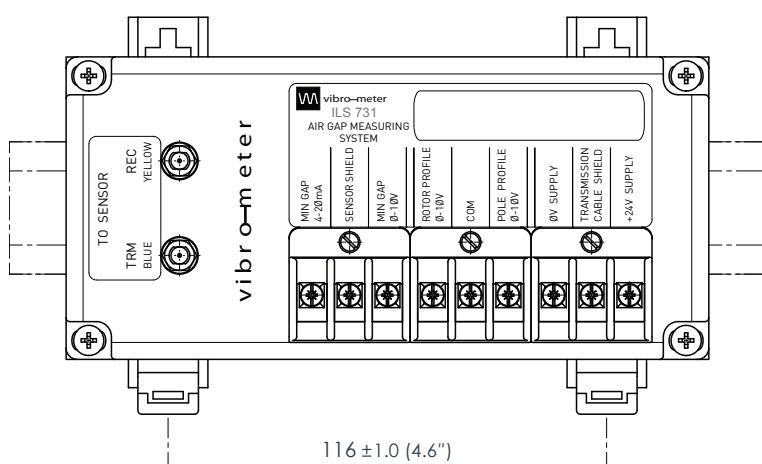 vibro-meter
ILS 731
AIR GAP MEASURING
SYSTEM
TO SENSOR
REC
YELLOW
TRM
BLUE
vibro-meter
MIN GAP
4-20mA
SENSOR SHIELD
MIN GAP
0-10V
ROTOR PROFILE
0-10V
COM
POLE PROFILE
0-10V
0V SUPPLY
TRANSMISSION
CABLE SHIELD
+24V SUPPLY
116 ±1.0 (4.6”)